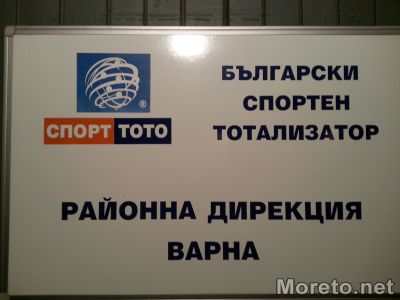 ®
СПОРТ ТОТО
БЪЛГАРСКИ
СПОРТЕН
ТОТАЛИЗАТОР
РАЙОННА ДИРЕКЦИЯ
ВАРНА
Moreto.net